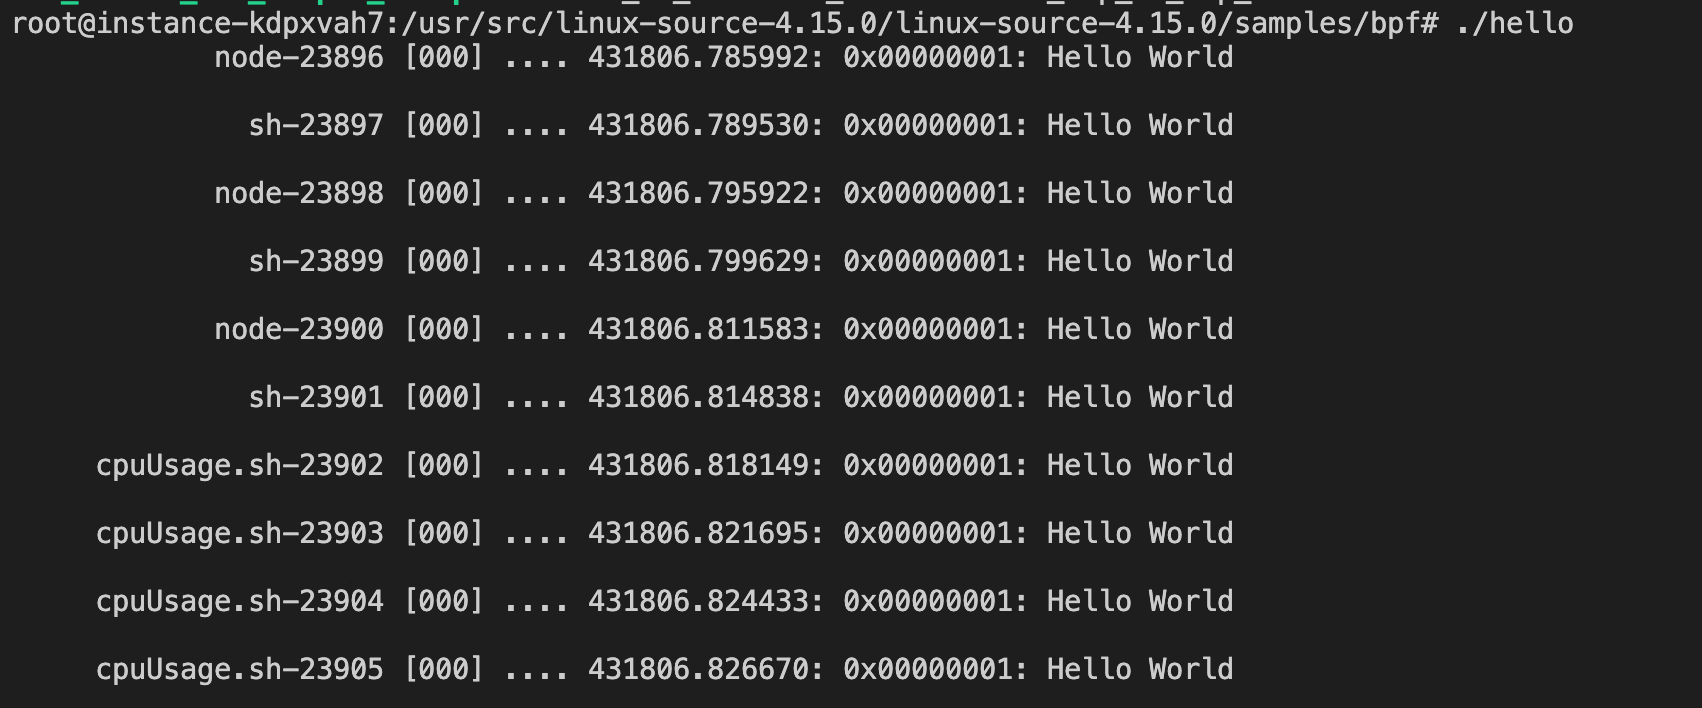 root@instance-kdpxvah7:/usr/src/linux-source-4.15.0/linux-source-4.15.0/samples/bpf# ./hello
node-23896 [000] .... 431806.785992: 0x00000001: Hello World
sh-23897 [000] .... 431806.789530: 0x00000001: Hello World
node-23898 [000] .... 431806.795922: 0x00000001: Hello World
sh-23899 [000] .... 431806.799629: 0x00000001: Hello World
node-23900 [000] .... 431806.811583: 0x00000001: Hello World
sh-23901 [000] .... 431806.814838: 0x00000001: Hello World
cpuUsage.sh-23902 [000] .... 431806.818149: 0x00000001: Hello World
cpuUsage.sh-23903 [000] .... 431806.821695: 0x00000001: Hello World
cpuUsage.sh-23904 [000] .... 431806.824433: 0x00000001: Hello World
cpuUsage.sh-23905 [000] .... 431806.826670: 0x00000001: Hello World